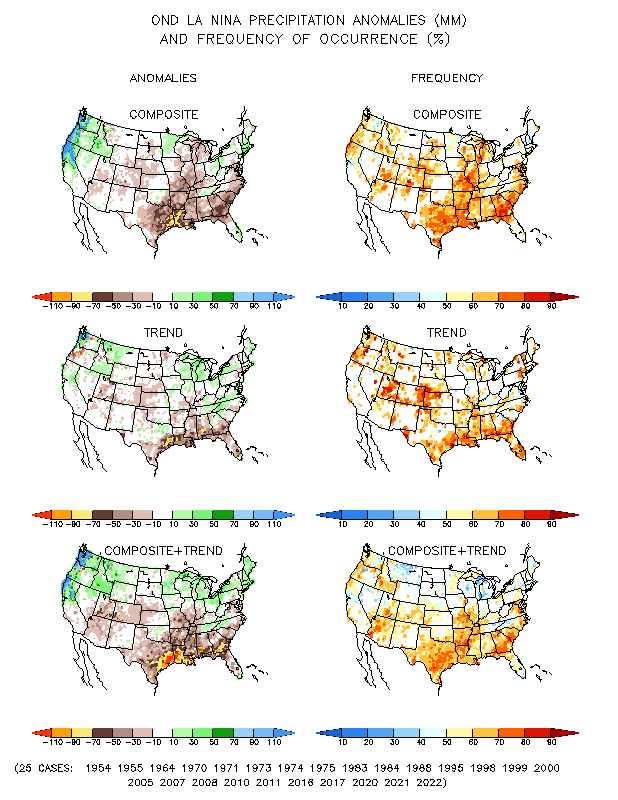 OND LA NINA PRECIPITATION ANOMALIES (MM)
AND FREQUENCY OF OCCURRENCE (%)
ANOMALIES FREQUENCY
COMPOSITE COMPOSITE
-110 -90 -70 -50 -30 -10 10 30 50 70 90 110 10 20 30 40 50 60 70 80 90
TREND TREND
-110 -90 -70 -50 -30 -10 10 30 50 70 90 110 10 20 30 40 50 60 70 80 90
COMPOSITE+TREND COMPOSITE+TREND
-110 -90 -70 -50 -30 -10 10 30 50 70 90 110 10 20 30 40 50 60 70 80 90
(25 CASES: 1954 1955 1964 1970 1971 1973 1974 1975 1983 1984 1988 1995 1998 1999 2000
2005 2007 2008 2010 2011 2016 2017 2020 2021 2022)